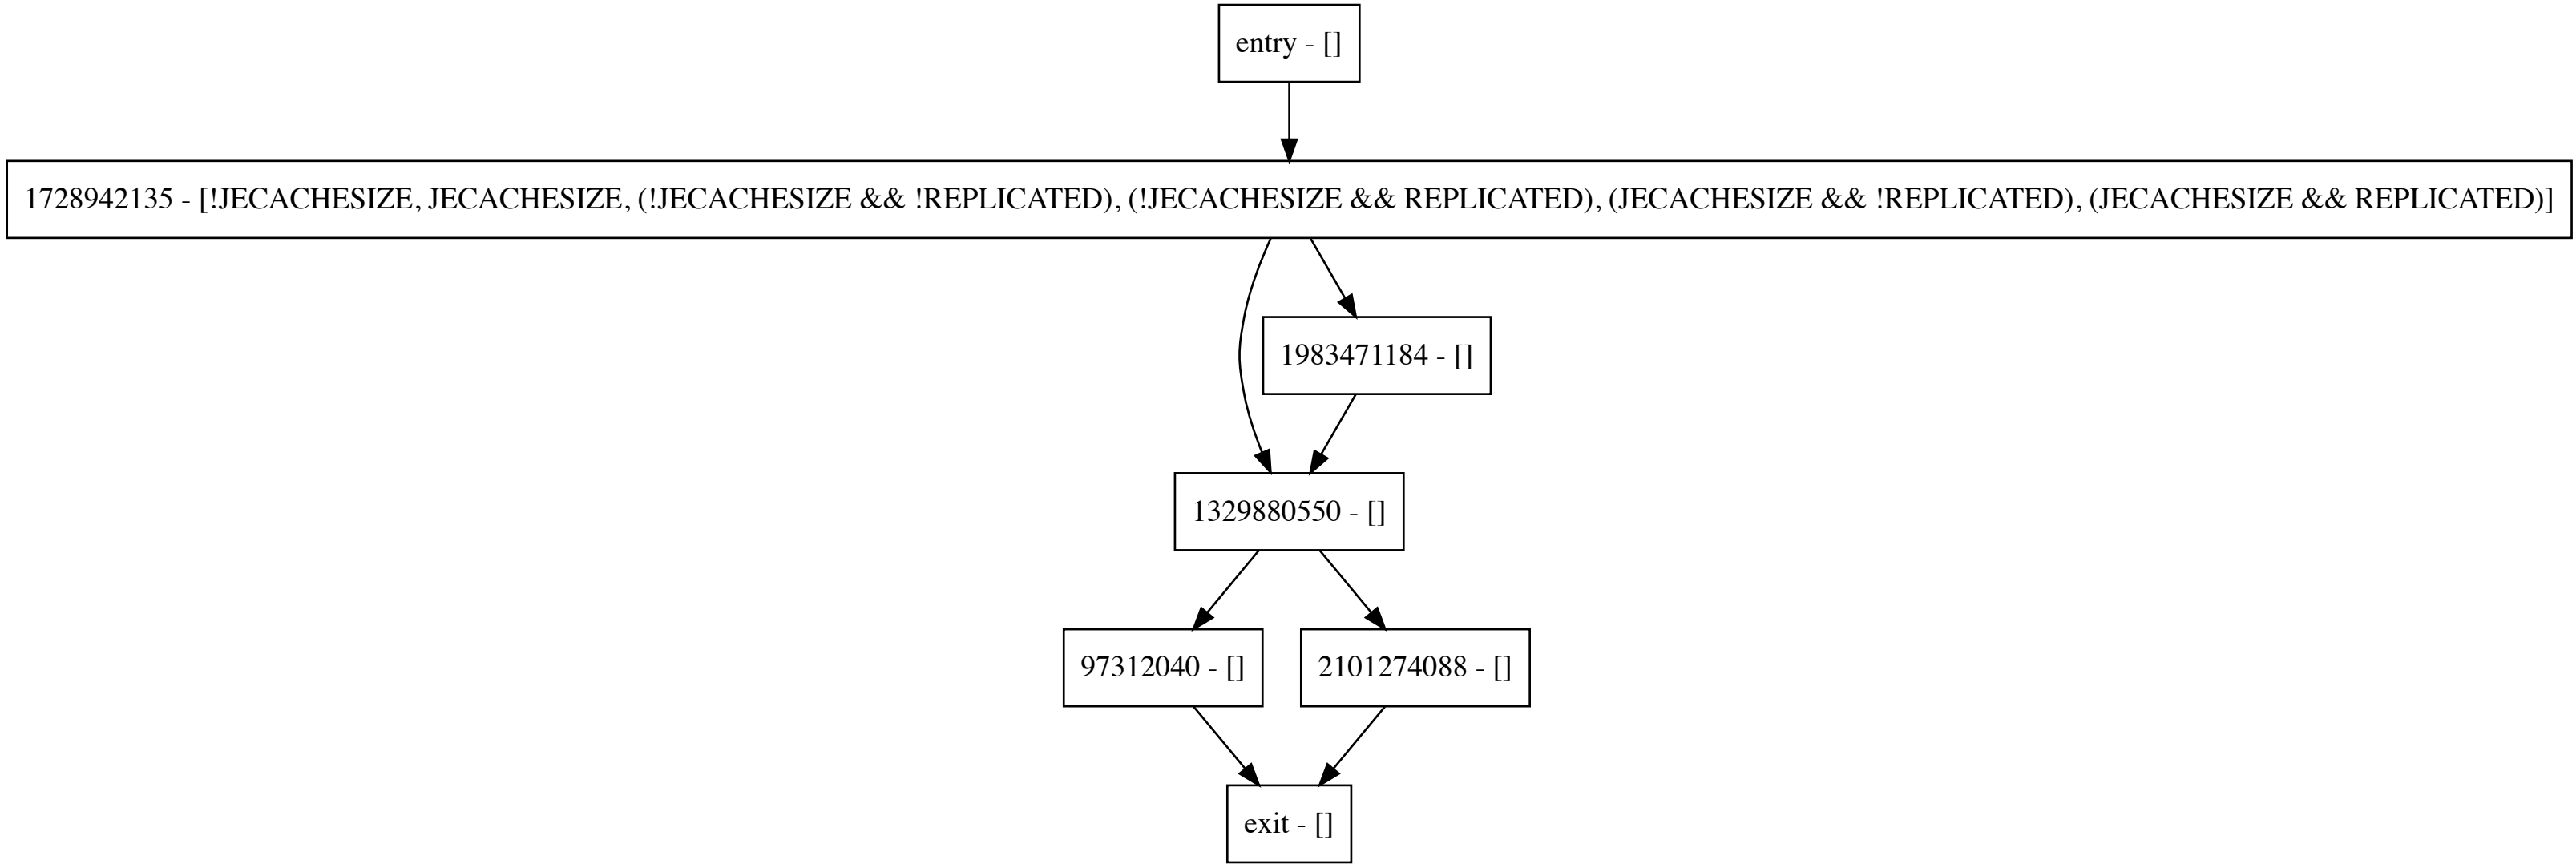 entry - []
1728942135 - [!JECACHESIZE, JECACHESIZE, (!JECACHESIZE && !REPLICATED), (!JECACHESIZE && REPLICATED), (JECACHESIZE && !REPLICATED), (JECACHESIZE && REPLICATED)]
1983471184 - []
1329880550 - []
97312040 - []
2101274088 - []
exit - []